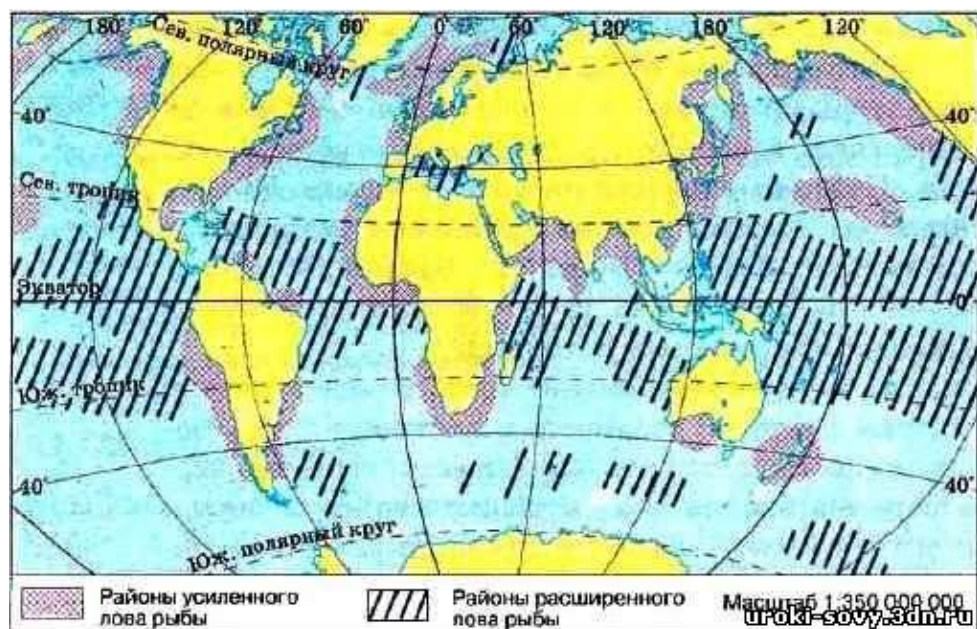 180° 120° 60° 0° 60° 120° 180°
Сев. полярный круг
40° 40° 40°
Сев. тропик
Экватор 0°
Юж. тропик
40° 40°
Юж. полярный круг
Районы усиленного
лова рыбы
Районы расширенного
лова рыбы
Масштаб 1:350 000 000
uroki-sovy.3dn.ru